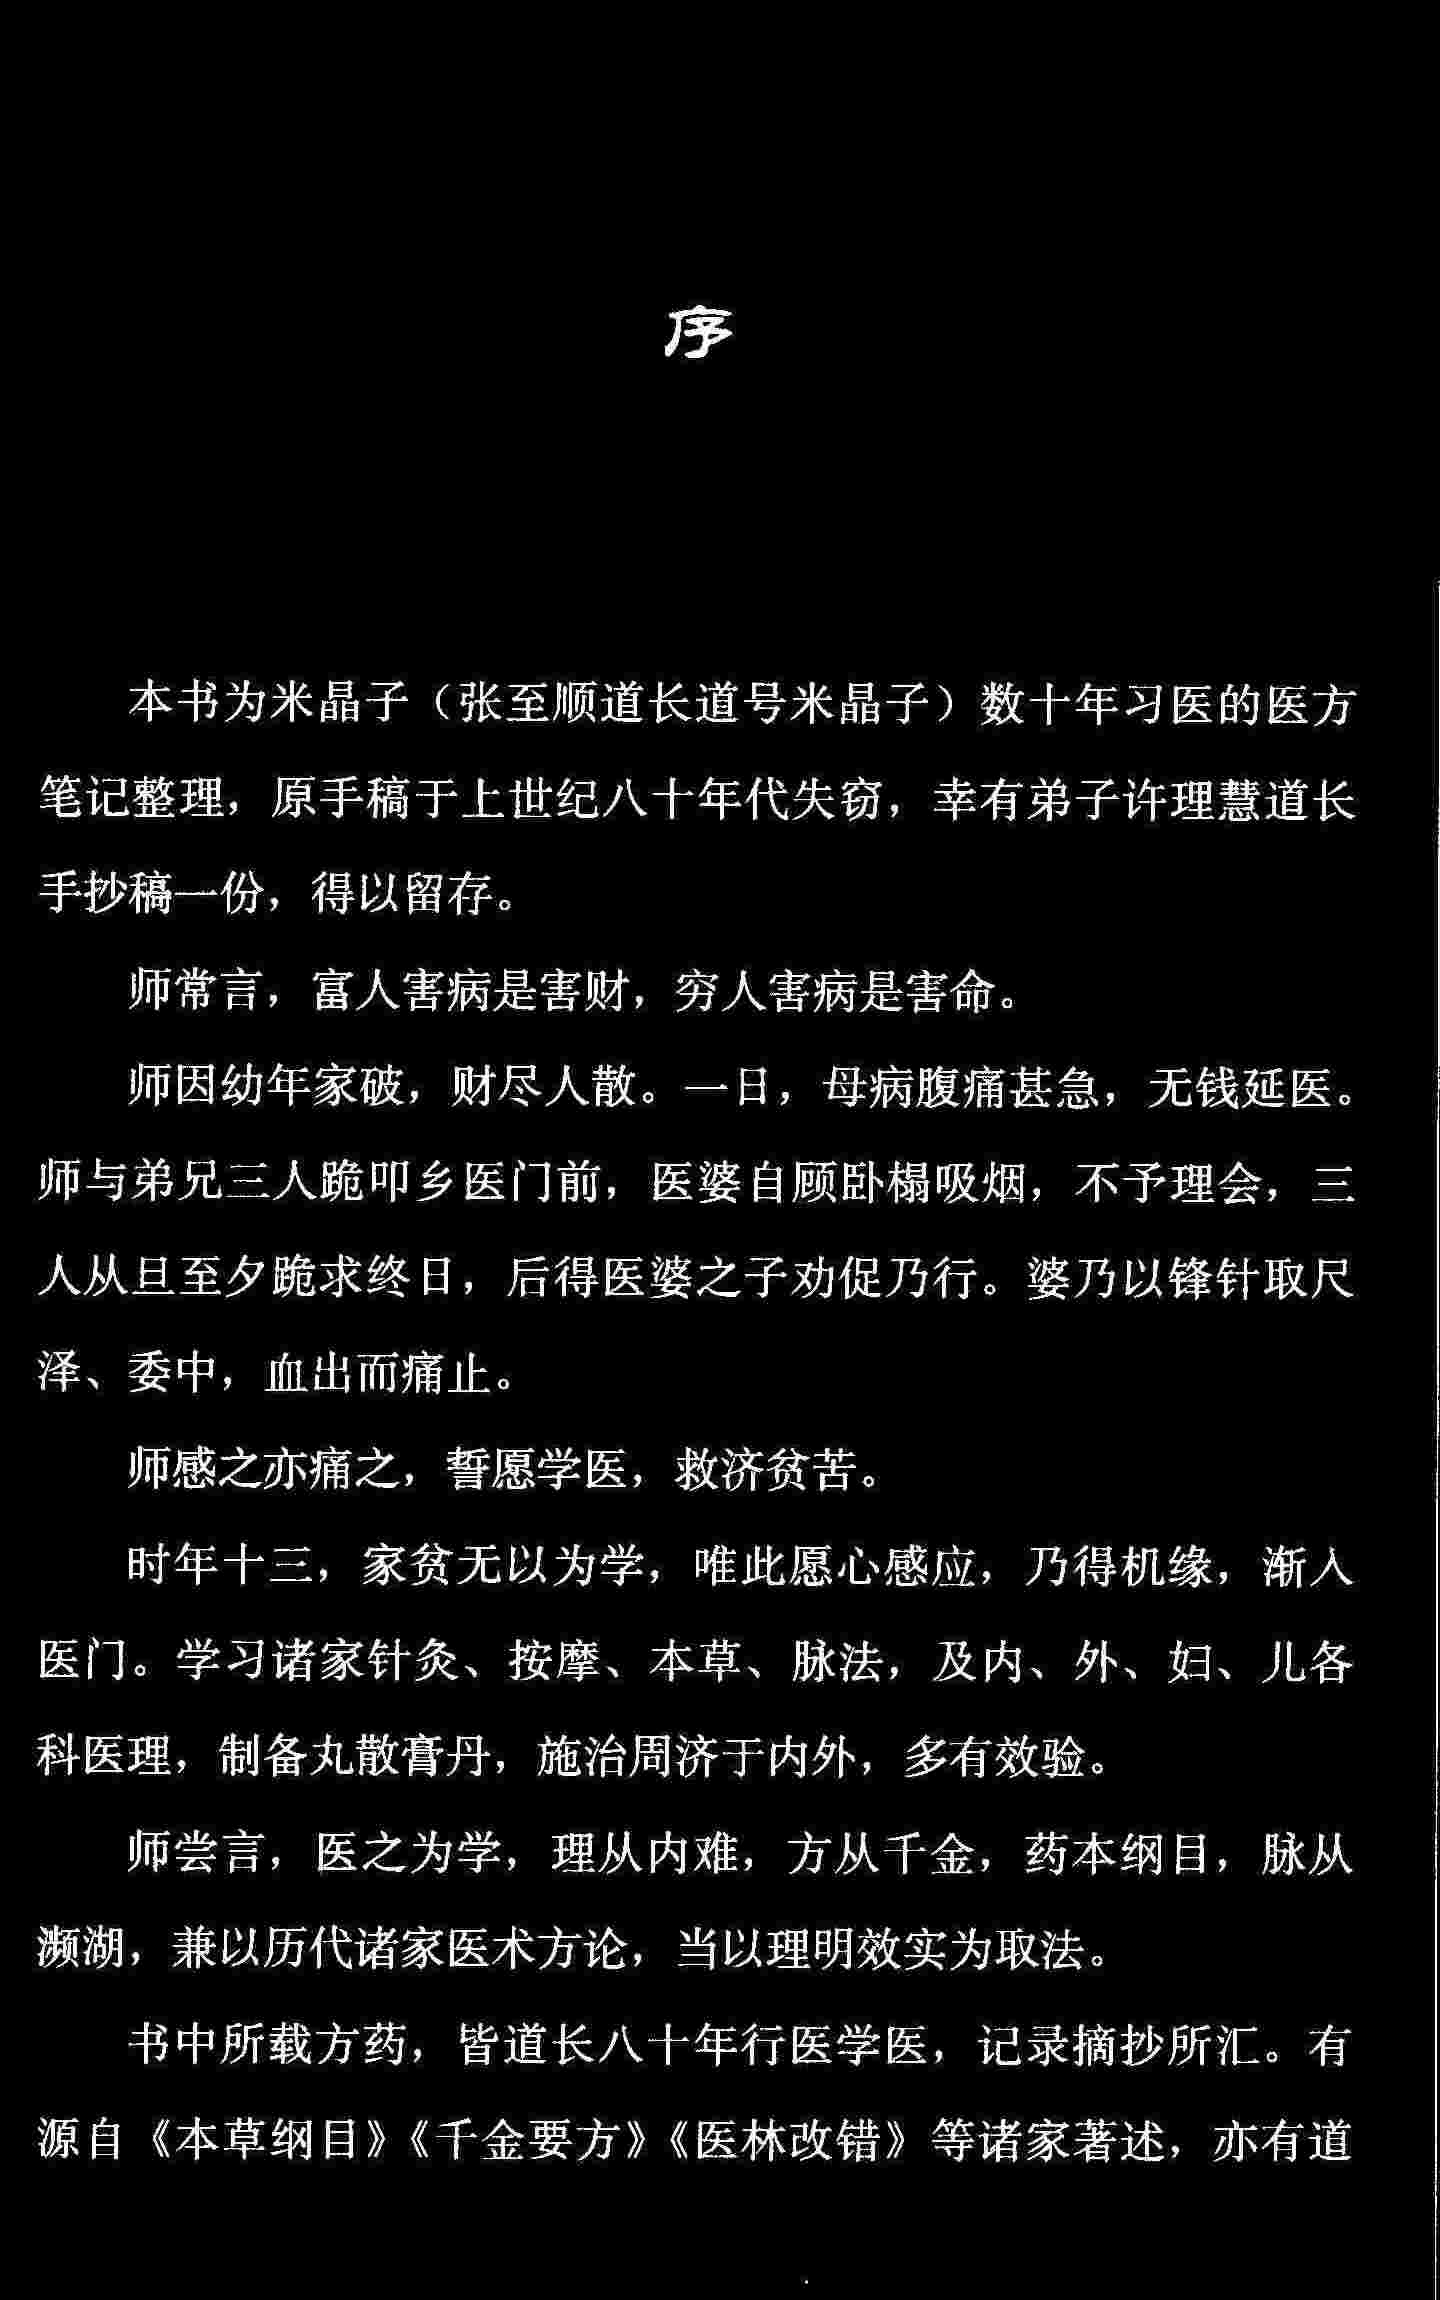 序
本书为米晶子（张至顺道长道号米晶子）数十年习医的医方
笔记整理，原手稿于上世纪八十年代失窃，幸有弟子许理慧道长
手抄稿一份，得以留存。
师常言，富人害病是害财，穷人害病是害命。
师因幼年家破，财尽人散。一日，母病腹痛甚急，无钱延医。
师与弟兄三人跪叩乡医门前，医婆自顾卧榻吸烟，不予理会，三
人从旦至夕跪求终日，后得医婆之子劝促乃行。婆乃以锋针取尺
泽、委中，血出而痛止。
师感之亦痛之，誓愿学医，救济贫苦。
时年十三，家贫无以为学，唯此愿心感应，乃得机缘，渐入
医门。学习诸家针灸、按摩、本草、脉法，及内、外、妇、儿各
科医理，制备丸散膏丹，施治周济于内外，多有效验。
师尝言，医之为学，理从内难，方从千金，药本纲目，脉从
濒湖，兼以历代诸家医术方论，当以理明效实为取法。
书中所载方药，皆道长八十年行医学医，记录摘抄所汇。有
源自《本草纲目》《千金要方》《医林改错》等诸家著述，亦有道